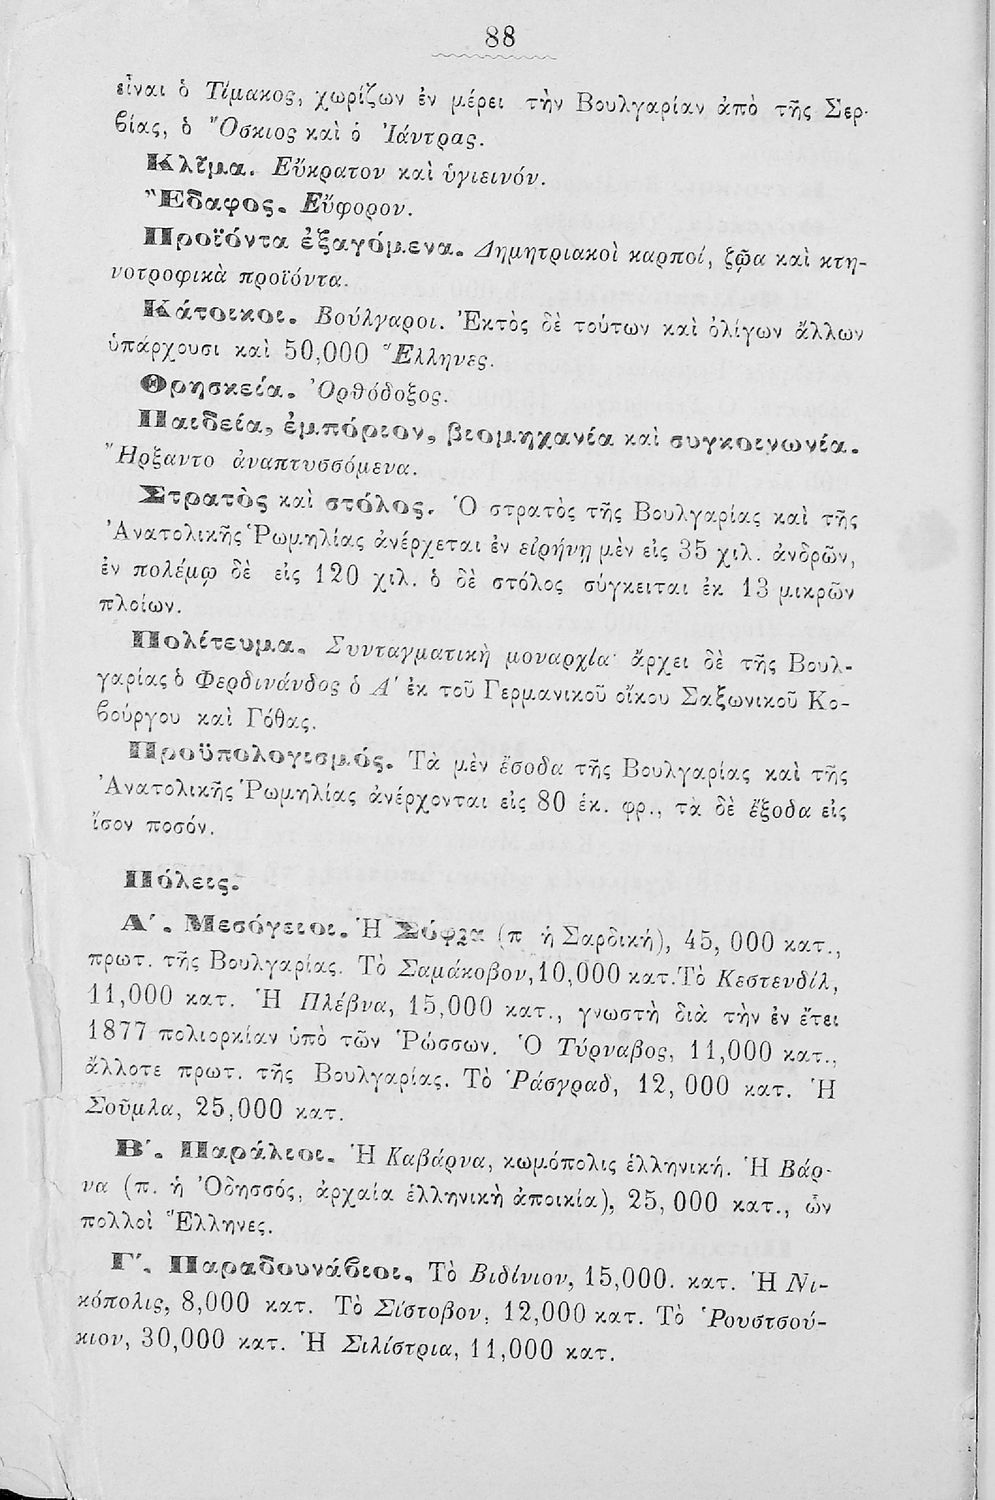 88
εἶναι ὁ Τίμακος, χωρίζων ἐν μέρει τὴν Βουλγαρίαν ἀπὸ τῆς Σερ-
βίας, ὁ Ὄσκιος καὶ ὁ Ἰάντρας.
Κλῖμα. Εὔκρατον καὶ ὑγιεινόν.
Ἔδαφος. Εὔφορον.
Προϊόντα ἐξαγόμενα. Δημητριακοὶ καρποί, ζῷα καὶ κτη-
νοτροφικὰ προϊόντα.
Κάτοικοι. Βούλγαροι. Ἐκτὸς δὲ τούτων καὶ ὀλίγων ἄλλων
ὑπάρχουσι καὶ 50,000 Ἕλληνες.
Θρησκεία. Ὀρθόδοξος.
Παιδεία, ἐμπόριον, βιομηχανία καὶ συγκοινωνία.
Ἤρξαντο ἀναπτυσσόμενα.
Στρατὸς καὶ στόλος. Ὁ στρατὸς τῆς Βουλγαρίας καὶ τῆς
Ἀνατολικῆς Ῥωμηλίας ἀνέρχεται ἐν εἰρήνῃ μὲν εἰς 35 χιλ. ἀνδρῶν,
ἐν πολέμῳ δὲ εἰς 120 χιλ. ὁ δὲ στόλος σύγκειται ἐκ 13 μικρῶν
πλοίων.
Πολίτευμα. Συνταγματικὴ μοναρχία· ἄρχει δὲ τῆς Βουλ-
γαρίας ὁ Φερδινάνδος ὁ Α΄ ἐκ τοῦ Γερμανικοῦ οἴκου Σαξωνικοῦ Κο-
βούργου καὶ Γόθας.
Προϋπολογισμός. Τὰ μὲν ἔσοδα τῆς Βουλγαρίας καὶ τῆς
Ἀνατολικῆς Ῥωμηλίας ἀνέρχονται εἰς 80 ἑκ. φρ., τὰ δὲ ἔξοδα εἰς
ἴσον ποσόν.
Πόλεις.
Α΄. Μεσόγειοι. Ἡ Σόφια (π ἡ Σαρδική), 45, 000 κατ.,
πρωτ. τῆς Βουλγαρίας. Τὸ Σαμάκοβον, 10,000 κατ. Τὸ Κεστενδίλ,
11,000 κατ. Ἡ Πλέβνα, 15,000 κατ., γνωστὴ διὰ τὴν ἐν ἔτει
1877 πολιορκίαν ὑπὸ τῶν Ῥώσσων. Ὁ Τύρναβος, 11,000 κατ.,
ἄλλοτε πρωτ. τῆς Βουλγαρίας. Τὸ Ῥάσγραδ, 12, 000 κατ. Ἡ
Σοῦμλα, 25,000 κατ.
Β΄. Παράλιοι. Ἡ Καβάρνα, κωμόπολις ἑλληνική. Ἡ Βάρ-
να (π. ἡ Ὀδησσός, ἀρχαία ἑλληνικὴ ἀποικία), 25, 000 κατ., ὧν
πολλοὶ Ἕλληνες.
Γ΄. Παραδουνάβιοι. Τὸ Βιδίνιον, 15,000. κατ. Ἡ Νι-
κόπολις, 8,000 κατ. Τὸ Σίστοβον, 12,000 κατ. Τὸ Ῥουστσού-
κιον, 30,000 κατ. Ἡ Σιλίστρια, 11,000 κατ.